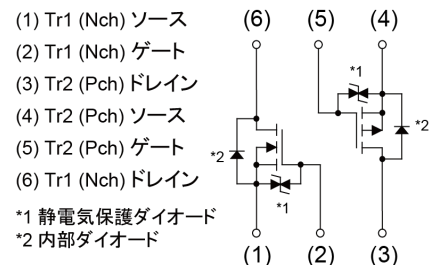 (1) Tr1 (Nch) ソース
(2) Tr1 (Nch) ゲート
(3) Tr2 (Pch) ドレイン
(4) Tr2 (Pch) ソース
(5) Tr2 (Pch) ゲート
(6) Tr1 (Nch) ドレイン
*1 静電気保護ダイオード
*2 内部ダイオード
(6) (5) (4)
*1
*2
*2
*1
(1) (2) (3)